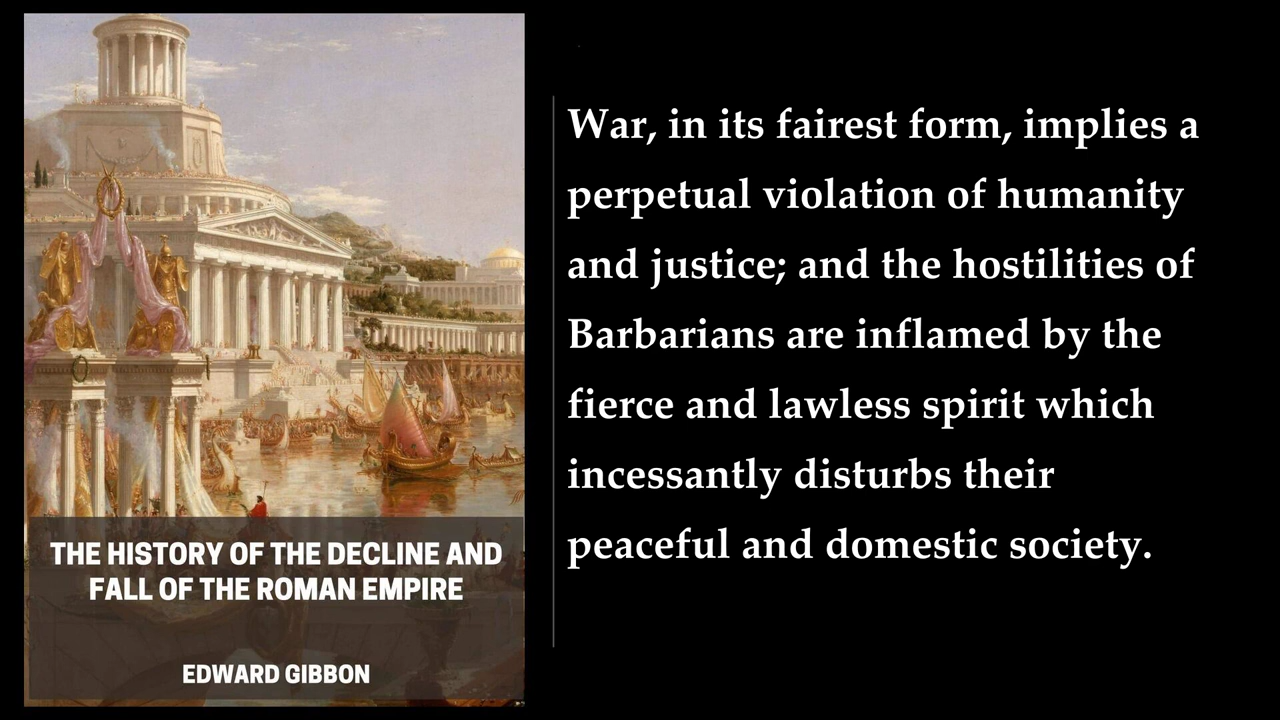 THE HISTORY OF THE DECLINE AND
FALL OF THE ROMAN EMPIRE
EDWARD GIBBON
War, in its fairest form, implies a
perpetual violation of humanity
and justice; and the hostilities of
Barbarians are inflamed by the
fierce and lawless spirit which
incessantly disturbs their
peaceful and domestic society.